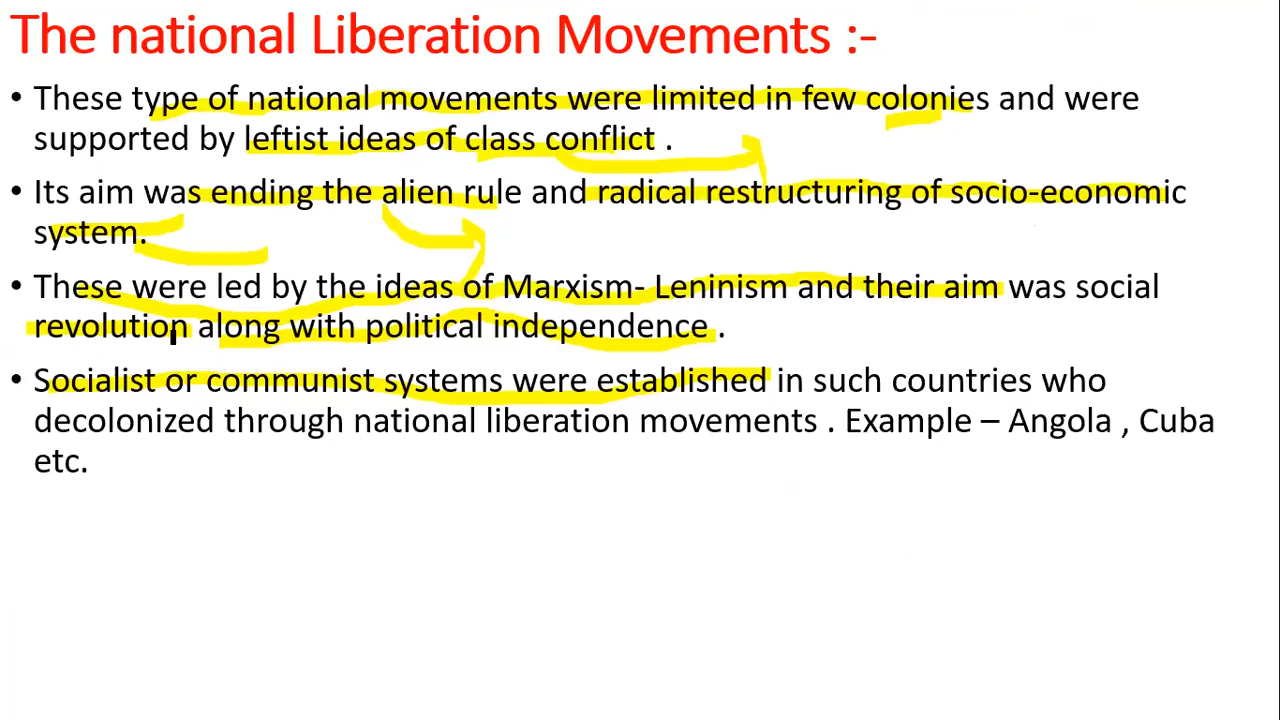 The national Liberation Movements :-
• These type of national movements were limited in few colonies and were
supported by leftist ideas of class conflict .
• Its aim was ending the alien rule and radical restructuring of socio-economic
system.
• These were led by the ideas of Marxism- Leninism and their aim was social
revolution along with political independence .
• Socialist or communist systems were established in such countries who
decolonized through national liberation movements . Example – Angola , Cuba
etc.